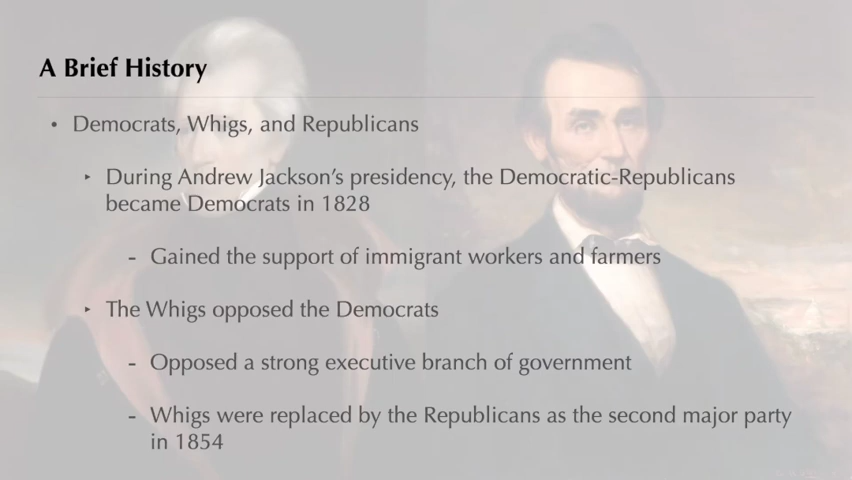 A Brief History
• Democrats, Whigs, and Republicans
‣ During Andrew Jackson’s presidency, the Democratic-Republicans
became Democrats in 1828
- Gained the support of immigrant workers and farmers
‣ The Whigs opposed the Democrats
- Opposed a strong executive branch of government
- Whigs were replaced by the Republicans as the second major party
in 1854